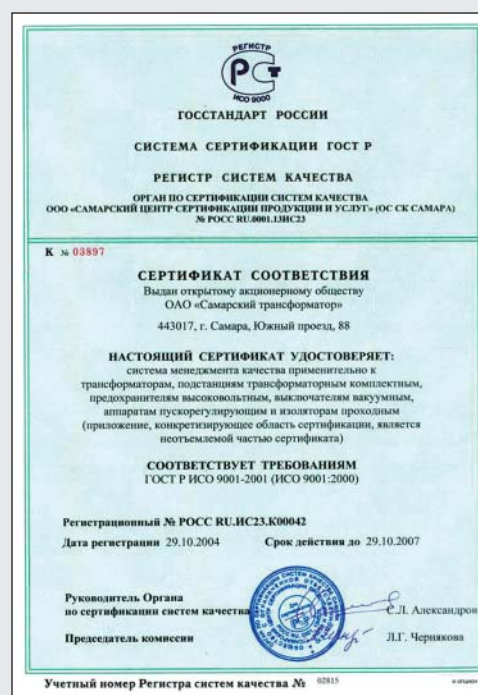 РЕГИСТР
РСТ
ИСО 9000
ГОССТАНДАРТ РОССИИ
СИСТЕМА СЕРТИФИКАЦИИ ГОСТ Р
РЕГИСТР СИСТЕМ КАЧЕСТВА
ОРГАН ПО СЕРТИФИКАЦИИ СИСТЕМ КАЧЕСТВА
ООО «САМАРСКИЙ ЦЕНТР СЕРТИФИКАЦИИ ПРОДУКЦИИ И УСЛУГ» (ОС СК САМАРА)
№ РОСС RU.0001.13ИС23
К № 03897
СЕРТИФИКАТ СООТВЕТСТВИЯ
Выдан открытому акционерному обществу
ОАО «Самарский трансформатор»
443017, г. Самара, Южный проезд, 88
НАСТОЯЩИЙ СЕРТИФИКАТ УДОСТОВЕРЯЕТ:
система менеджмента качества применительно к
трансформаторам, подстанциям трансформаторным комплектным,
предохранителям высоковольтным, выключателям вакуумным,
аппаратам пускорегулирующим и изоляторам проходным
(приложение, конкретизирующее область сертификации, является
неотъемлемой частью сертификата)
СООТВЕТСТВУЕТ ТРЕБОВАНИЯМ
ГОСТ Р ИСО 9001-2001 (ИСО 9001:2000)
Регистрационный № РОСС RU.ИС23.К00042
Дата регистрации 29.10.2004 Срок действия до 29.10.2007
Руководитель Органа
по сертификации систем качества С.Л. Александров
Председатель комиссии Л.Г. Чернякова
Учетный номер Регистра систем качества № 02815